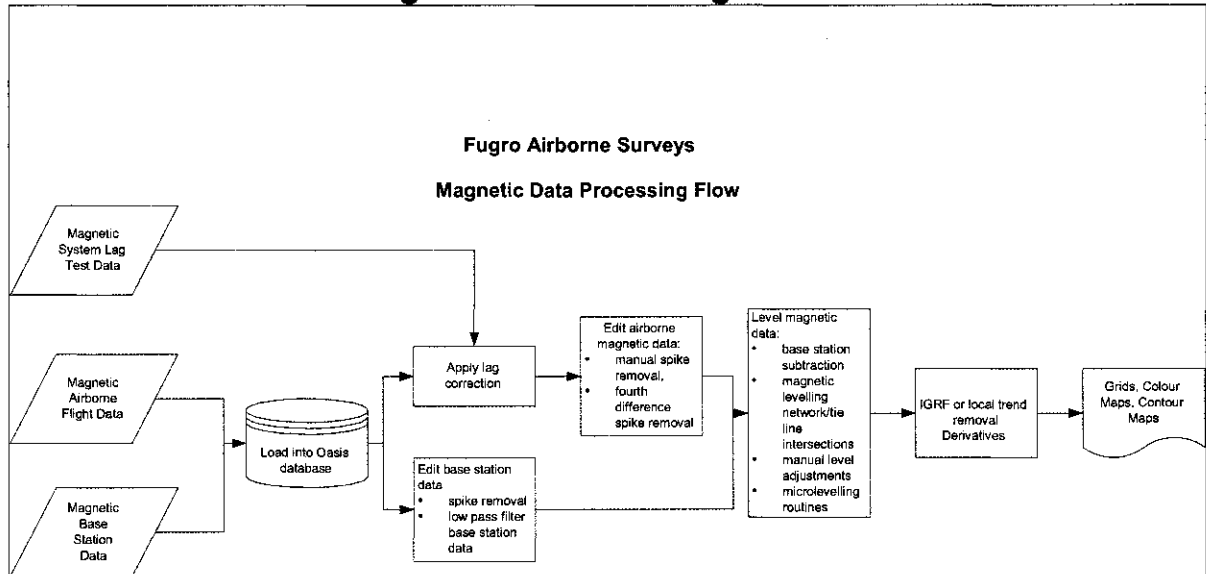 Fugro Airborne Surveys
Magnetic Data Processing Flow
Magnetic
System Lag
Test Data
Magnetic
Airborne
Flight Data
Magnetic
Base
Station
Data
Load into Oasis
database
Apply lag
correction
Edit base station
data
• spike removal
• low pass filter
base station
data
Edit airborne
magnetic data:
• manual spike
removal,
• fourth
difference
spike removal
Level magnetic
data:
• base station
subtraction
• magnetic
levelling
network/tie
line
intersections
• manual level
adjustments
• microlevelling
routines
IGRF or local trend
removal
Derivatives
Grids, Colour
Maps, Contour
Maps